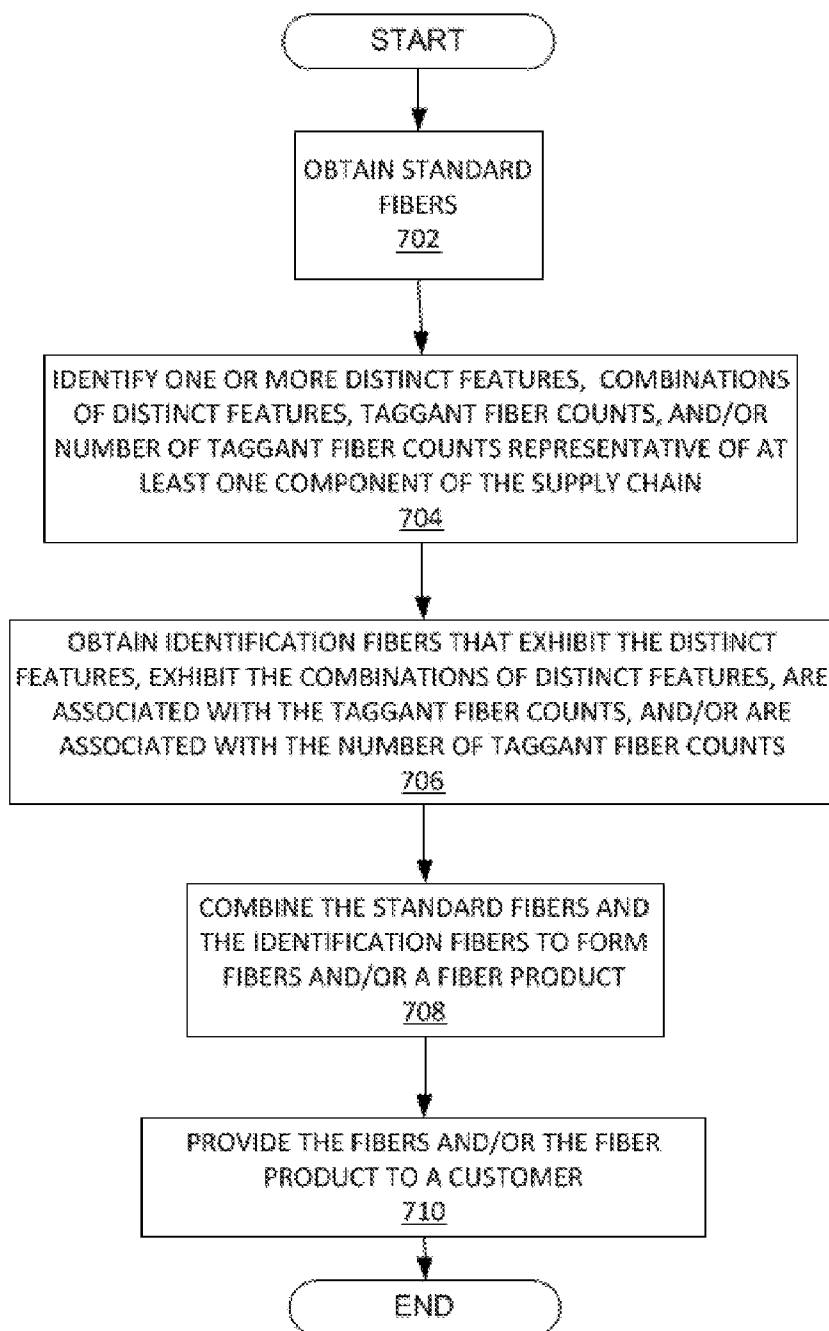 START
OBTAIN STANDARD
FIBERS
702
IDENTIFY ONE OR MORE DISTINCT FEATURES, COMBINATIONS
OF DISTINCT FEATURES, TAGGANT FIBER COUNTS, AND/OR
NUMBER OF TAGGANT FIBER COUNTS REPRESENTATIVE OF AT
LEAST ONE COMPONENT OF THE SUPPLY CHAIN
704
OBTAIN IDENTIFICATION FIBERS THAT EXHIBIT THE DISTINCT
FEATURES, EXHIBIT THE COMBINATIONS OF DISTINCT FEATURES, ARE
ASSOCIATED WITH THE TAGGANT FIBER COUNTS, AND/OR ARE
ASSOCIATED WITH THE NUMBER OF TAGGANT FIBER COUNTS
706
COMBINE THE STANDARD FIBERS AND
THE IDENTIFICATION FIBERS TO FORM
FIBERS AND/OR A FIBER PRODUCT
708
PROVIDE THE FIBERS AND/OR THE FIBER
PRODUCT TO A CUSTOMER
710
END